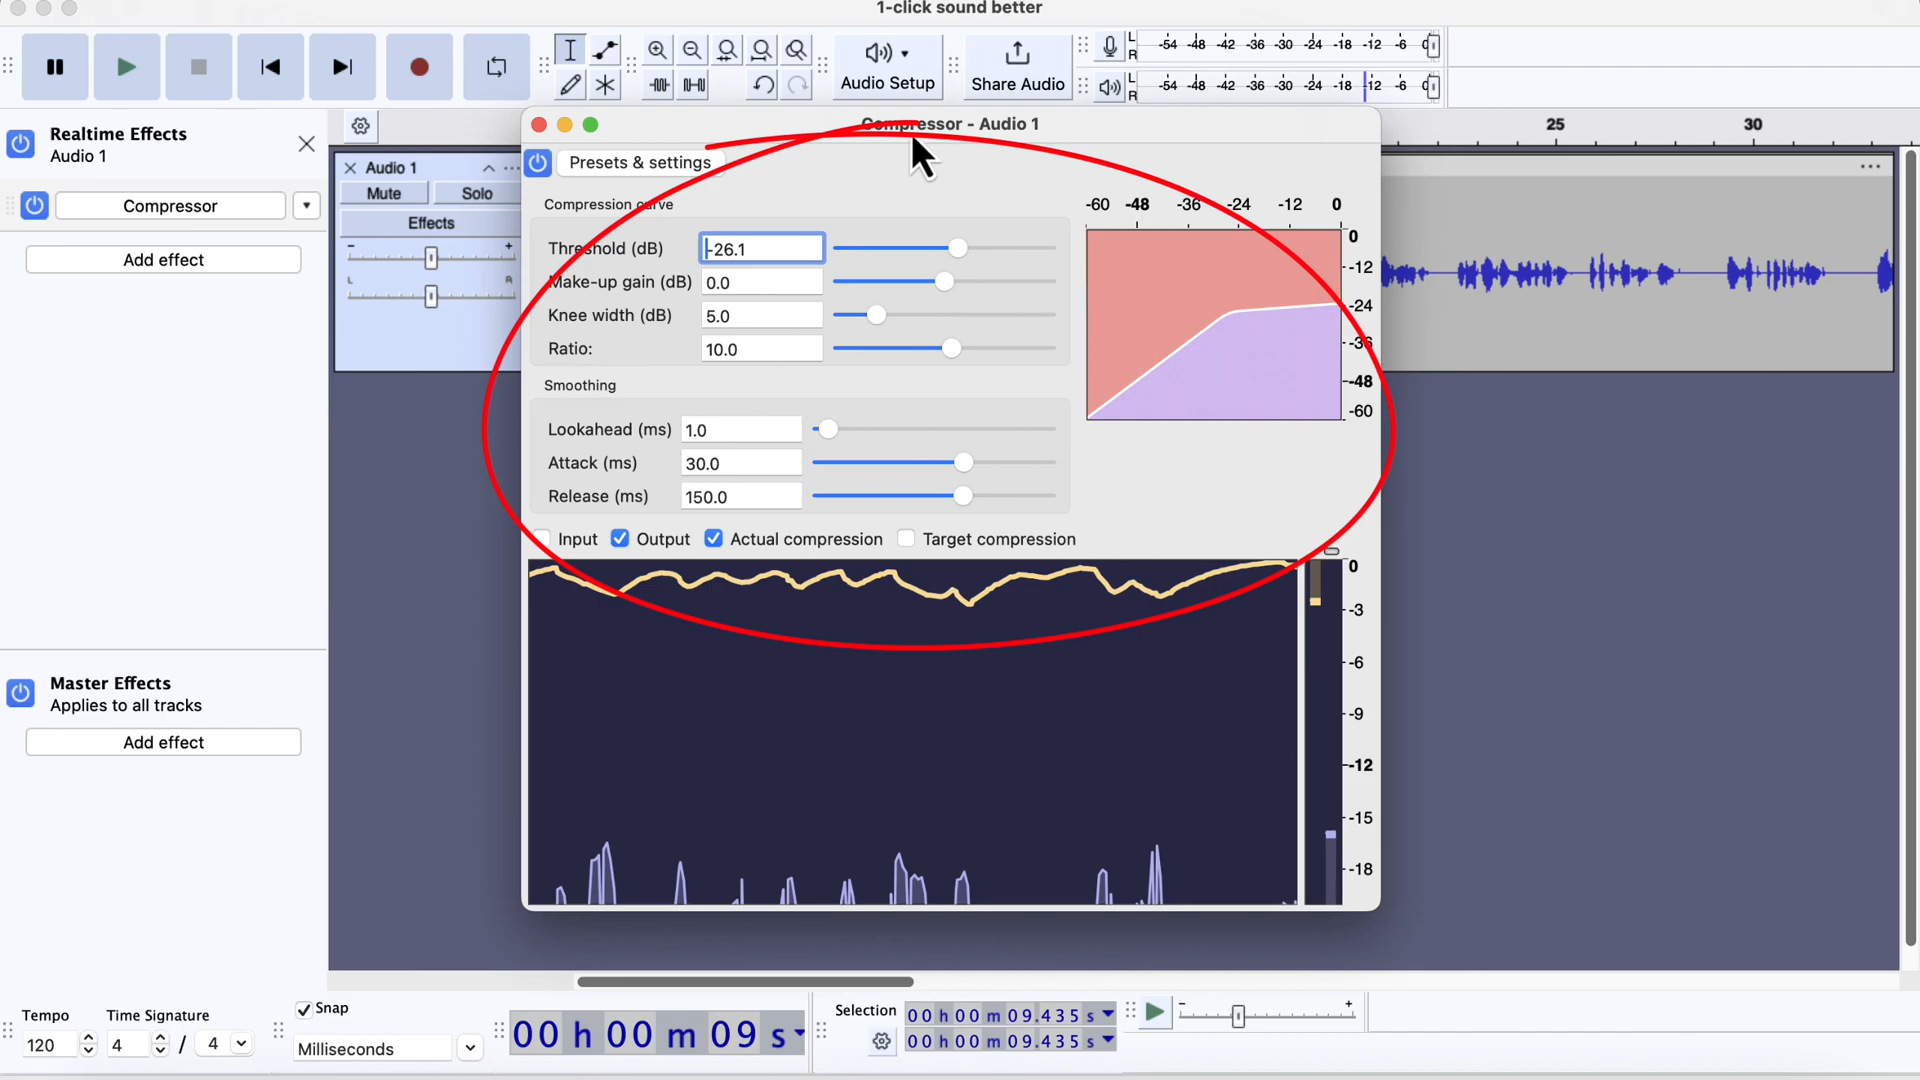 1-click sound better
Audio Setup
Share Audio
L
R
-54 -48 -42 -36 -30 -24 -18 -12 -6 0
L
R
-54 -48 -42 -36 -30 -24 -18 -12 -6 0
Realtime Effects
Audio 1
Compressor
Add effect
Master Effects
Applies to all tracks
Add effect
Audio 1
Mute Solo
Effects
- +
L R
25 30
Compressor - Audio 1
Presets & settings
Compression curve
Threshold (dB) -26.1
Make-up gain (dB) 0.0
Knee width (dB) 5.0
Ratio: 10.0
Smoothing
Lookahead (ms) 1.0
Attack (ms) 30.0
Release (ms) 150.0
-60 -48 -36 -24 -12 0
0
-12
-24
-36
-48
-60
Input Output Actual compression Target compression
0
-3
-6
-9
-12
-15
-18
Tempo
120
Time Signature
4 / 4
Snap
Milliseconds
00 h 00 m 09 s
Selection
00 h 00 m 09.435 s
00 h 00 m 09.435 s
- +